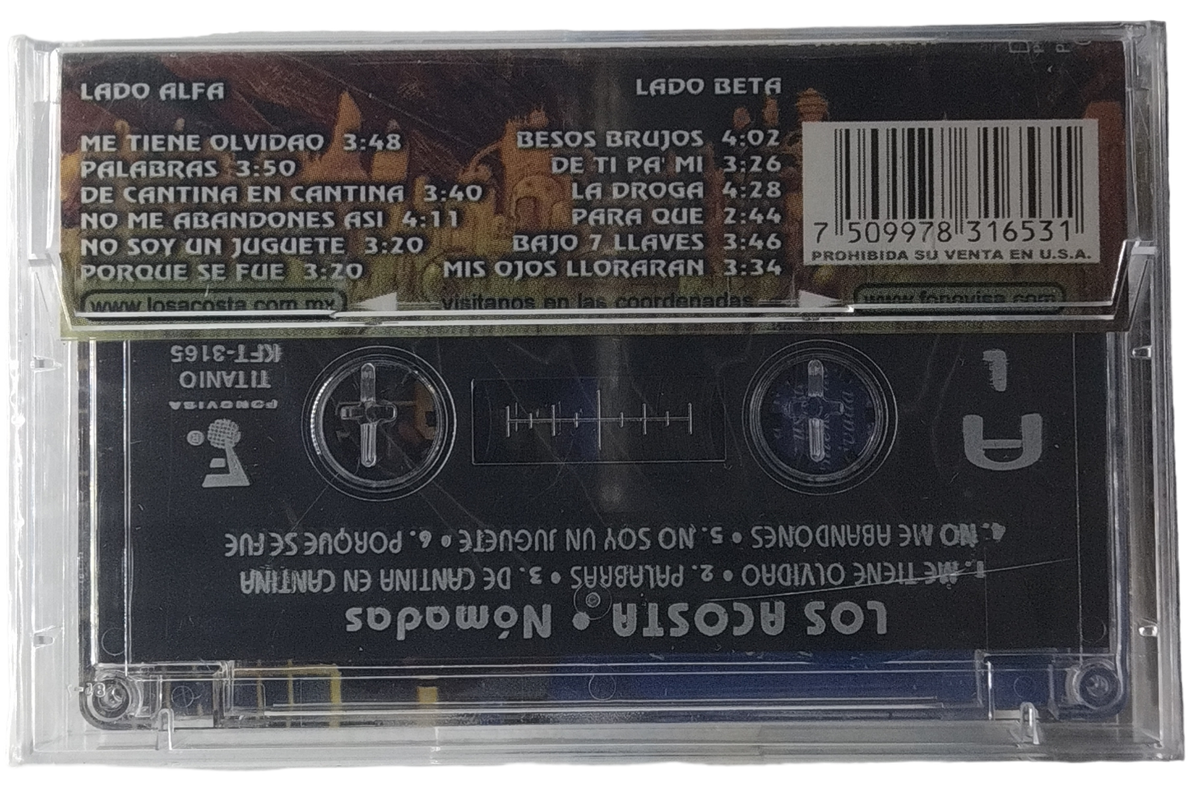 LADO ALFA
ME TIENE OLVIDAO 3:48
PALABRAS 3:50
DE CANTINA EN CANTINA 3:40
NO ME ABANDONES ASI 4:11
NO SOY UN JUGUETE 3:20
PORQUE SE FUE 3:20
LADO BETA
BESOS BRUJOS 4:02
DE TI PA' MI 3:26
LA DROGA 4:28
PARA QUE 2:44
BAJO 7 LLAVES 3:46
MIS OJOS LLORARAN 3:34
7 509978 316531
PROHIBIDA SU VENTA EN U.S.A.
www.losacosta.com.mx visitanos en las coordenadas www.fonovisa.com
LOS ACOSTA • Nómadas
1. ME TIENE OLVIDAO • 2. PALABRAS • 3. DE CANTINA EN CANTINA
4. NO ME ABANDONES • 5. NO SOY UN JUGUETE • 6. PORQUE SE FUE
A
F®
FONOVISA
TITANIO
KFT-3165